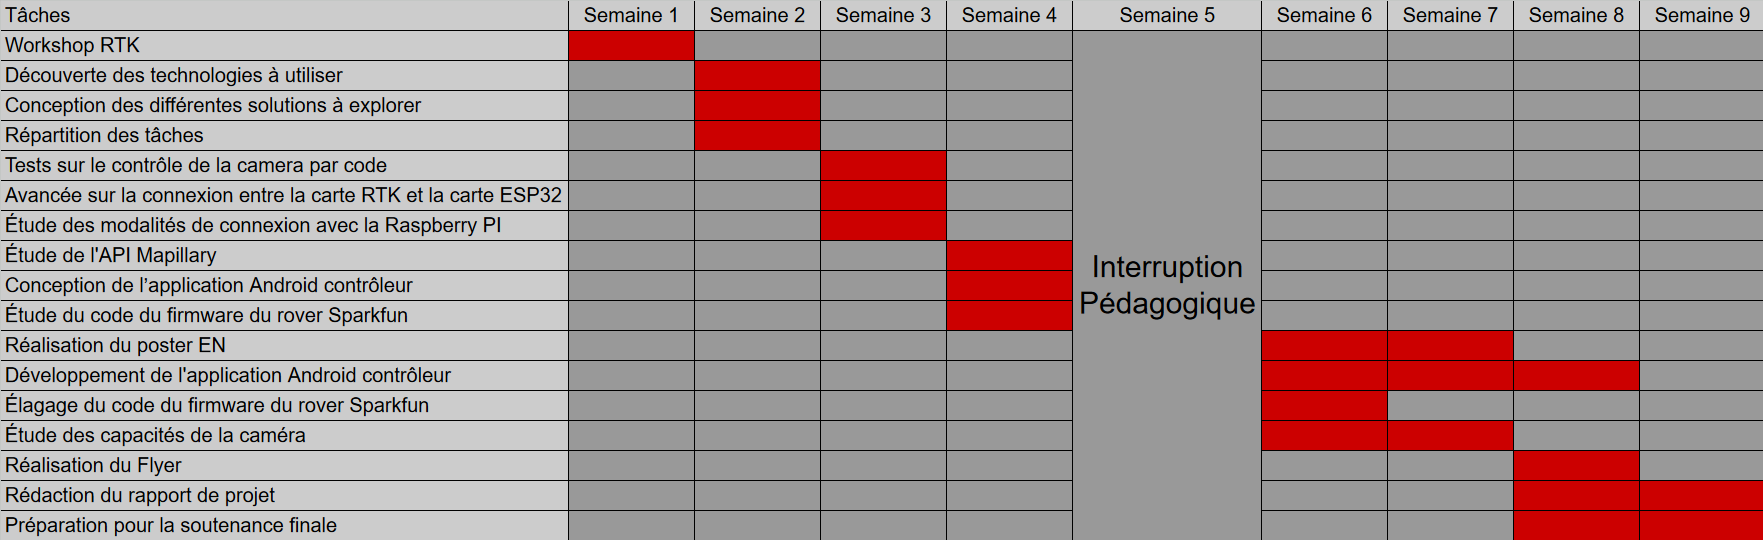 Tâches Semaine 1 Semaine 2 Semaine 3 Semaine 4 Semaine 5 Semaine 6 Semaine 7 Semaine 8 Semaine 9
Workshop RTK
Découverte des technologies à utiliser
Conception des différentes solutions à explorer
Répartition des tâches
Tests sur le contrôle de la camera par code
Avancée sur la connexion entre la carte RTK et la carte ESP32
Étude des modalités de connexion avec la Raspberry PI
Étude de l'API Mapillary
Conception de l’application Android contrôleur
Étude du code du firmware du rover Sparkfun
Réalisation du poster EN
Développement de l'application Android contrôleur
Élagage du code du firmware du rover Sparkfun
Étude des capacités de la caméra
Réalisation du Flyer
Rédaction du rapport de projet
Préparation pour la soutenance finale
Interruption
Pédagogique